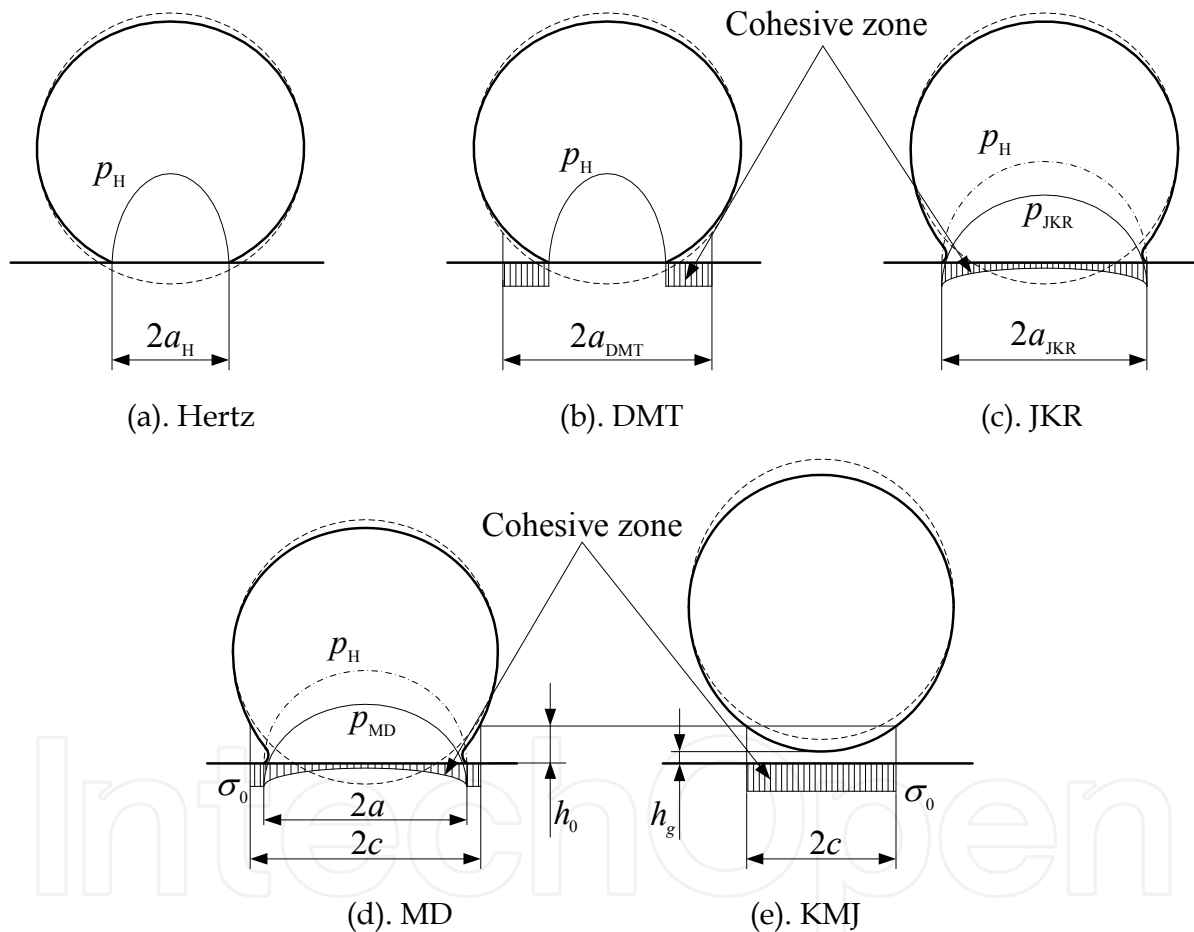 Cohesive zone
p_H
p_H
p_H
p_JKR
2a_H
2a_DMT
2a_JKR
(a). Hertz
(b). DMT
(c). JKR
Cohesive zone
p_H
p_MD
σ_0
2a
2c
h_0
h_g
σ_0
2c
(d). MD
(e). KMJ
IntechOpen